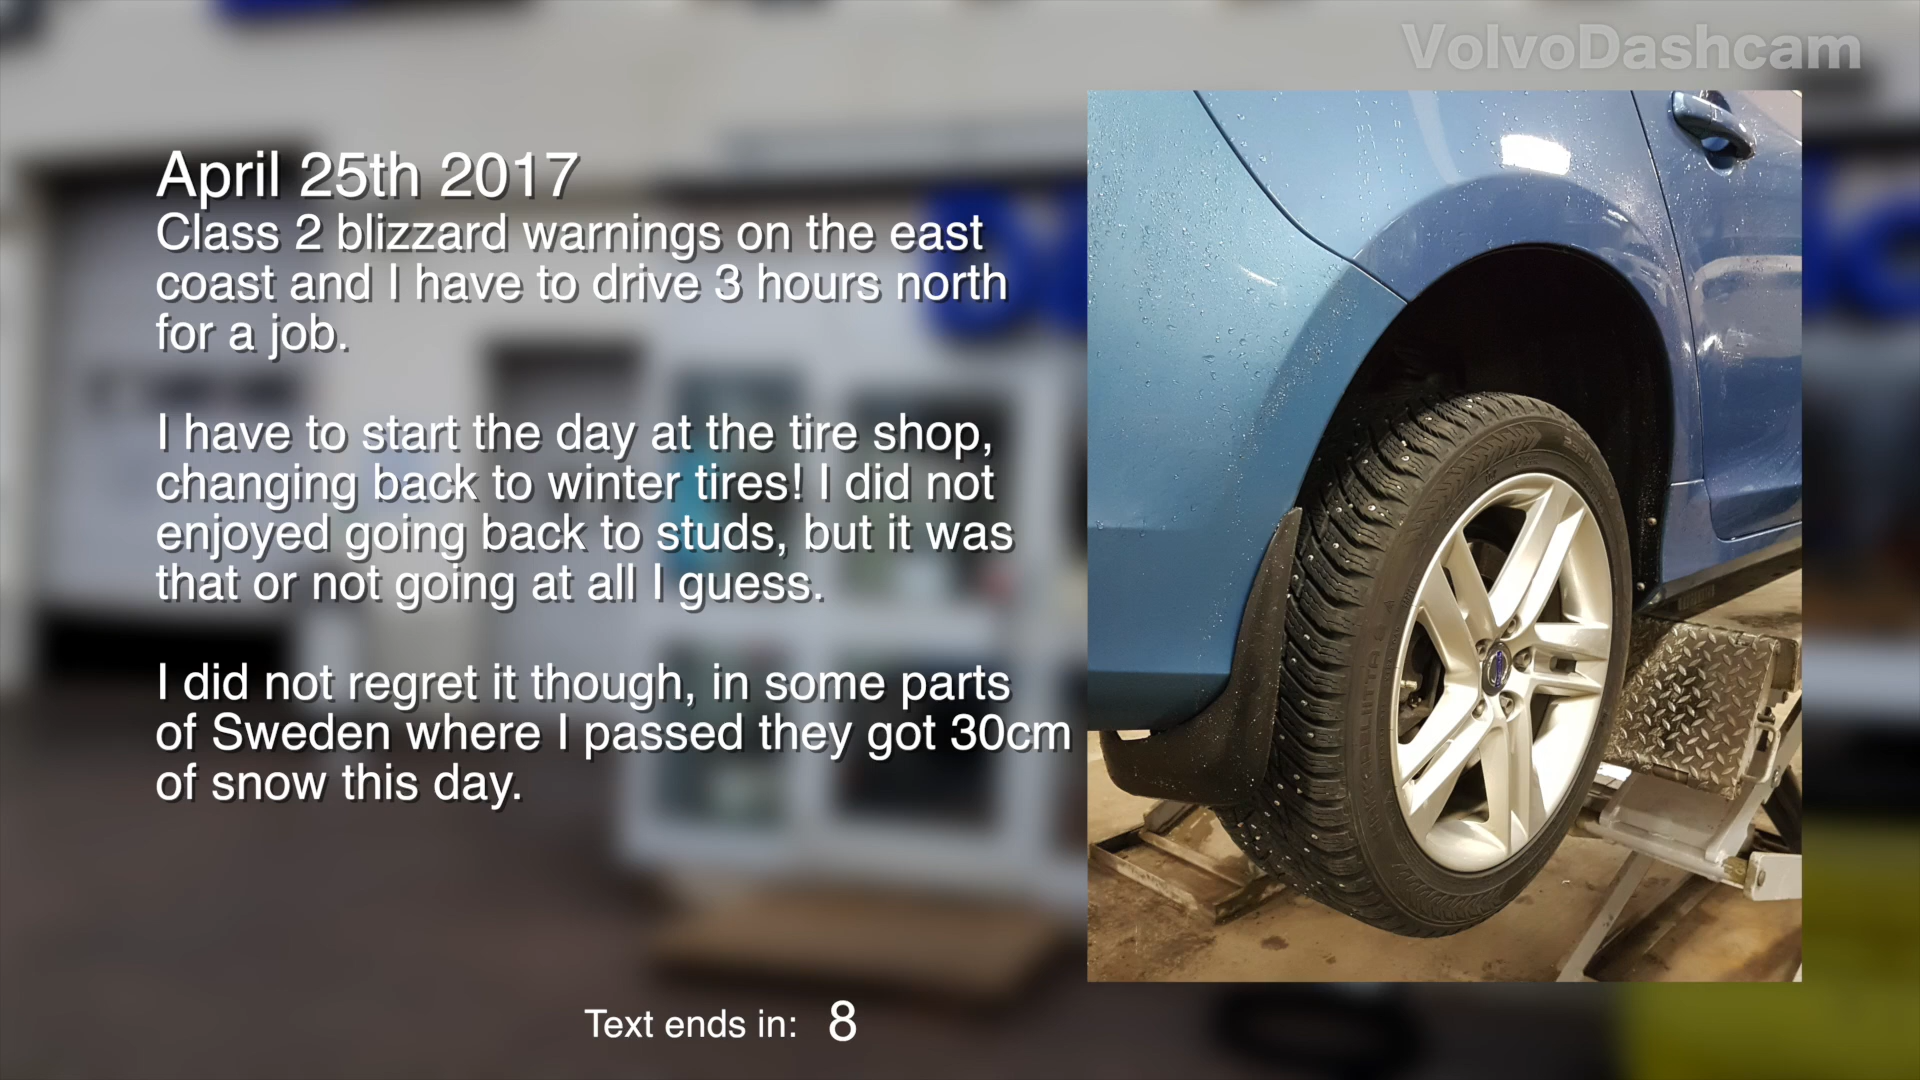 VolvoDashcam
April 25th 2017
Class 2 blizzard warnings on the east
coast and I have to drive 3 hours north
for a job.
I have to start the day at the tire shop,
changing back to winter tires! I did not
enjoyed going back to studs, but it was
that or not going at all I guess.
I did not regret it though, in some parts
of Sweden where I passed they got 30cm
of snow this day.
Text ends in: 8